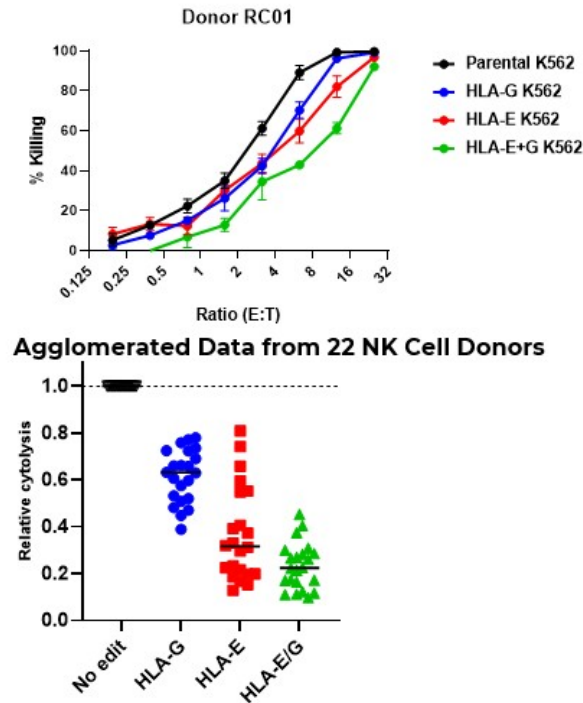 Donor RC01
% Killing
100
80
60
40
20
0
0.125
0.25
0.5
1
2
4
8
16
32
Ratio (E:T)
Parental K562
HLA-G K562
HLA-E K562
HLA-E+G K562
Agglomerated Data from 22 NK Cell Donors
Relative cytolysis
1.0
0.8
0.6
0.4
0.2
0.0
No edit
HLA-G
HLA-E
HLA-E/G